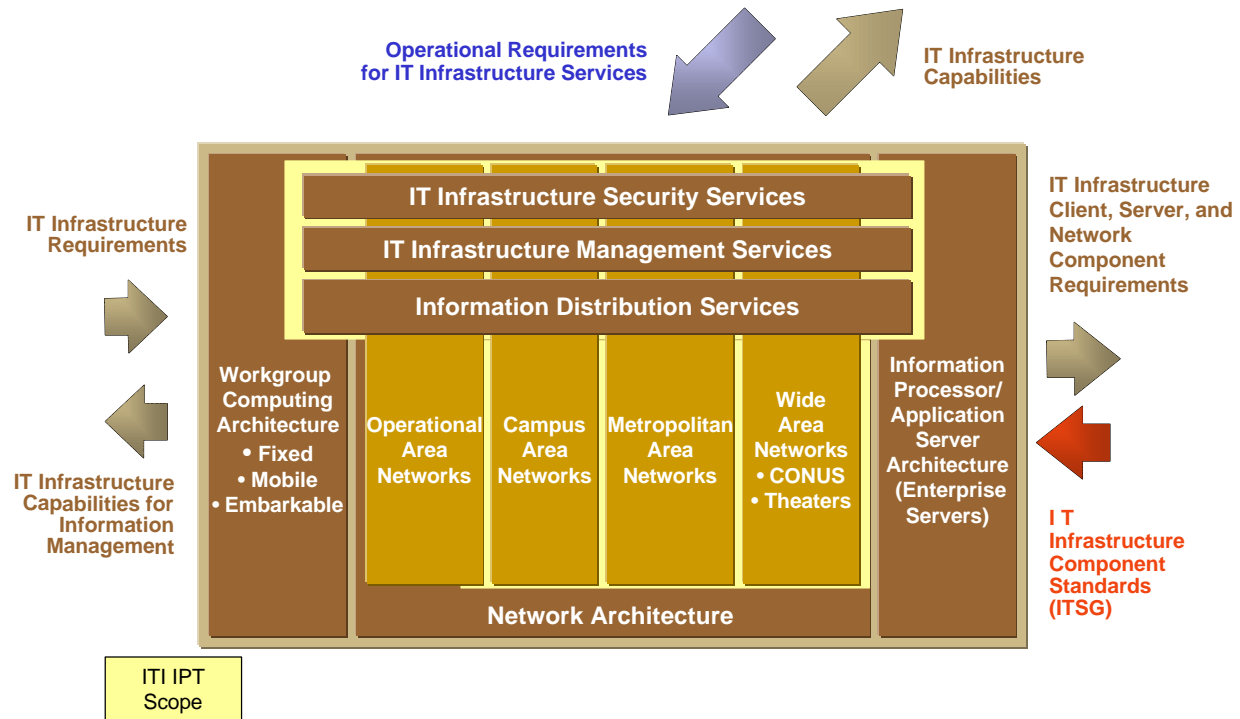 Operational Requirements
for IT Infrastructure Services
IT Infrastructure
Capabilities
IT Infrastructure
Requirements
IT Infrastructure
Capabilities for
Information
Management
IT Infrastructure Security Services
IT Infrastructure Management Services
Information Distribution Services
Workgroup
Computing
Architecture
• Fixed
• Mobile
• Embarkable
Operational
Area
Networks
Campus
Area
Networks
Metropolitan
Area
Networks
Wide
Area
Networks
• CONUS
• Theaters
Information
Processor/
Application
Server
Architecture
(Enterprise
Servers)
Network Architecture
IT Infrastructure
Client, Server, and
Network
Component
Requirements
I T
Infrastructure
Component
Standards
(ITSG)
ITI IPT
Scope